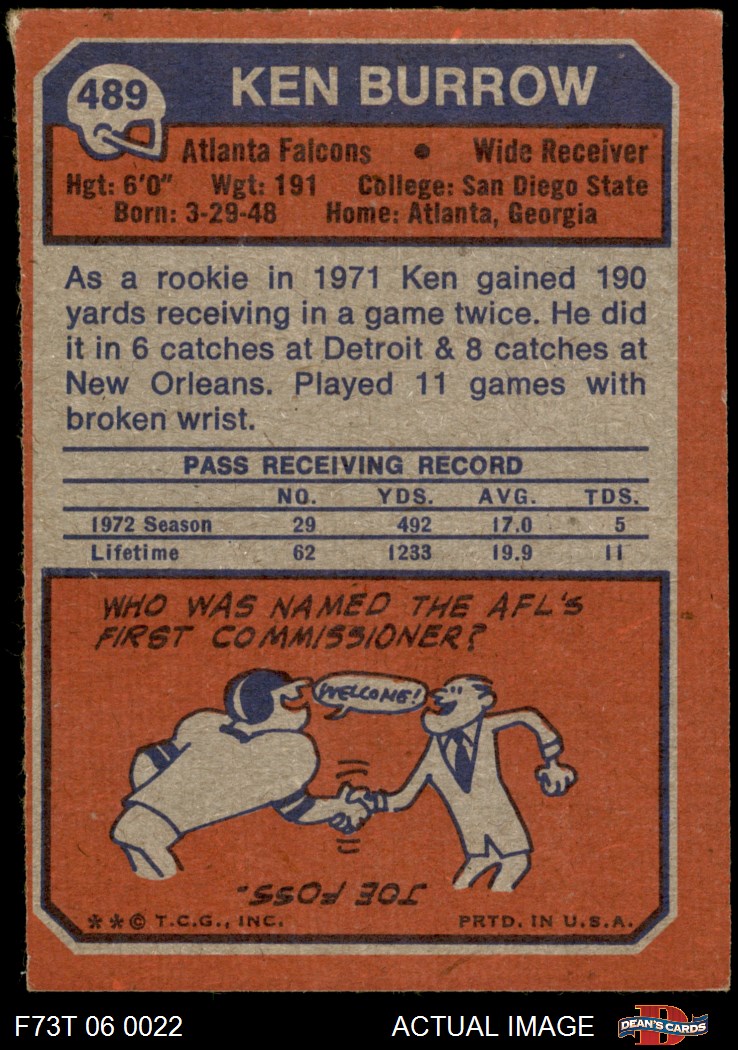 489
KEN BURROW
Atlanta Falcons • Wide Receiver
Hgt: 6'0" Wgt: 191 College: San Diego State
Born: 3-29-48 Home: Atlanta, Georgia
As a rookie in 1971 Ken gained 190
yards receiving in a game twice. He did
it in 6 catches at Detroit & 8 catches at
New Orleans. Played 11 games with
broken wrist.
PASS RECEIVING RECORD
NO. YDS. AVG. TDS.
1972 Season 29 492 17.0 5
Lifetime 62 1233 19.9 11
WHO WAS NAMED THE AFL'S
FIRST COMMISSIONER?
WELCOME!
JOE FOSS.
**© T.C.G., INC. PRTD. IN U.S.A.
F73T 06 0022 ACTUAL IMAGE
D
DEAN'S CARDS